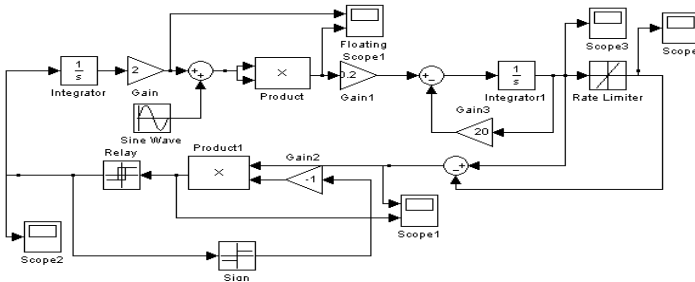 Floating
Scope1
Scope3
Scope
1
s
Integrator
2
Gain
Sine Wave
×
Product
0.2
Gain1
1
s
Integrator1
Rate Limiter
Gain3
20
Relay
Product1
×
Gain2
-1
Scope1
Scope2
Sign